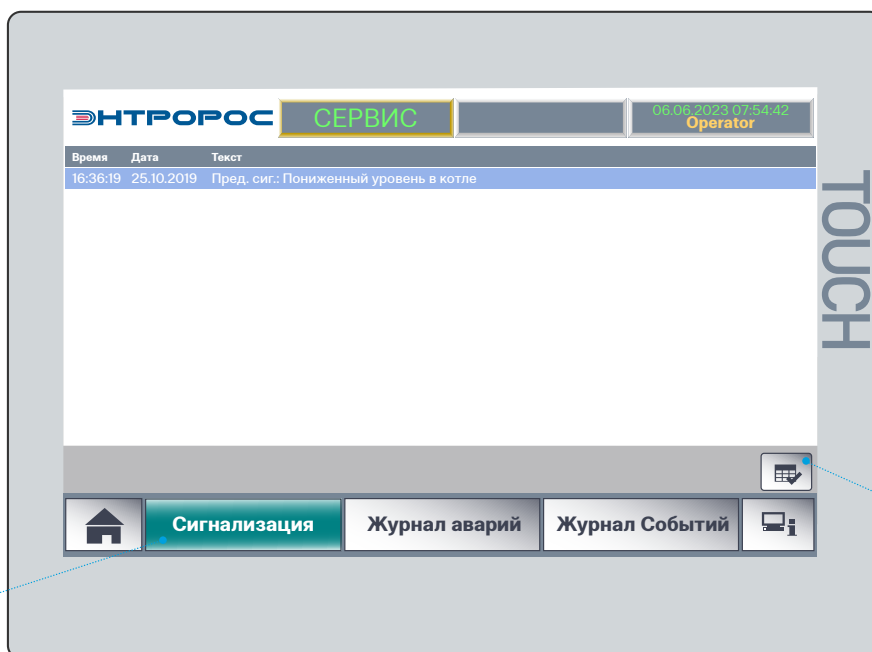 ЭНТРОРОС
СЕРВИС
06.06.2023 07:54:42
Operator
Время Дата Текст
16:36:19 25.10.2019 Пред. сиг.: Пониженный уровень в котле
TOUCH
Сигнализация
Журнал аварий
Журнал Событий